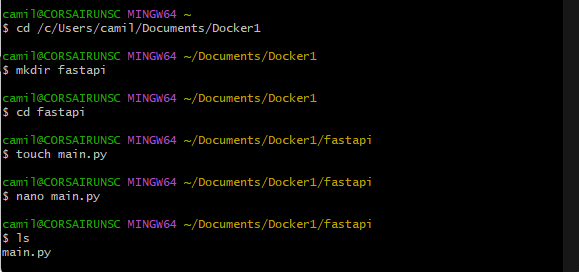 camil@CORSAIRUNSC MINGW64 ~
$ cd /c/Users/camil/Documents/Docker1
camil@CORSAIRUNSC MINGW64 ~/Documents/Docker1
$ mkdir fastapi
camil@CORSAIRUNSC MINGW64 ~/Documents/Docker1
$ cd fastapi
camil@CORSAIRUNSC MINGW64 ~/Documents/Docker1/fastapi
$ touch main.py
camil@CORSAIRUNSC MINGW64 ~/Documents/Docker1/fastapi
$ nano main.py
camil@CORSAIRUNSC MINGW64 ~/Documents/Docker1/fastapi
$ ls
main.py